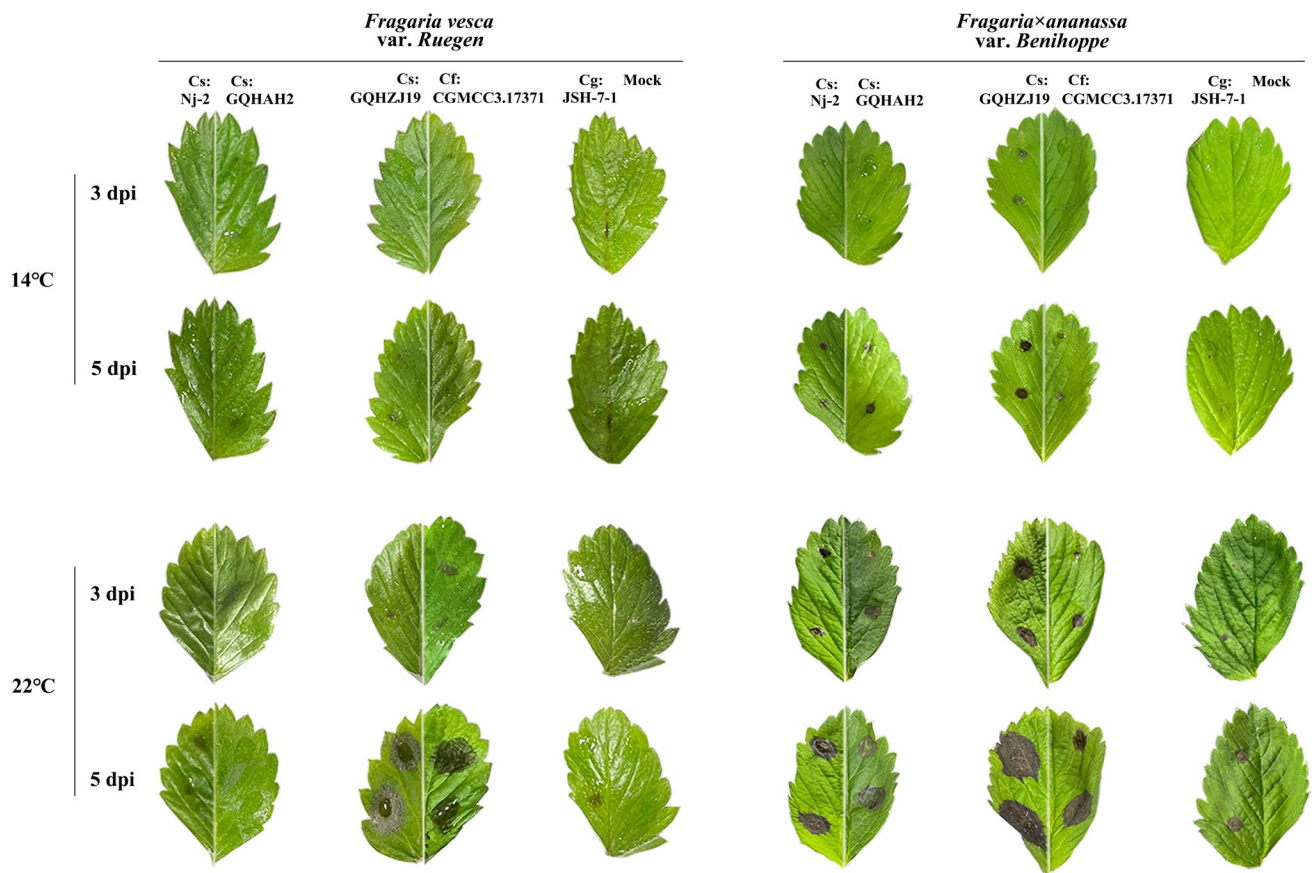 Fragaria vesca
var. Ruegen
Fragaria×ananassa
var. Benihoppe
Cs: Cs:
Nj-2 GQHAH2
Cs: Cf:
GQHZJ19 CGMCC3.17371
Cg: Mock
JSH-7-1
Cs: Cs:
Nj-2 GQHAH2
Cs: Cf:
GQHZJ19 CGMCC3.17371
Cg: Mock
JSH-7-1
14℃
3 dpi
5 dpi
22℃
3 dpi
5 dpi